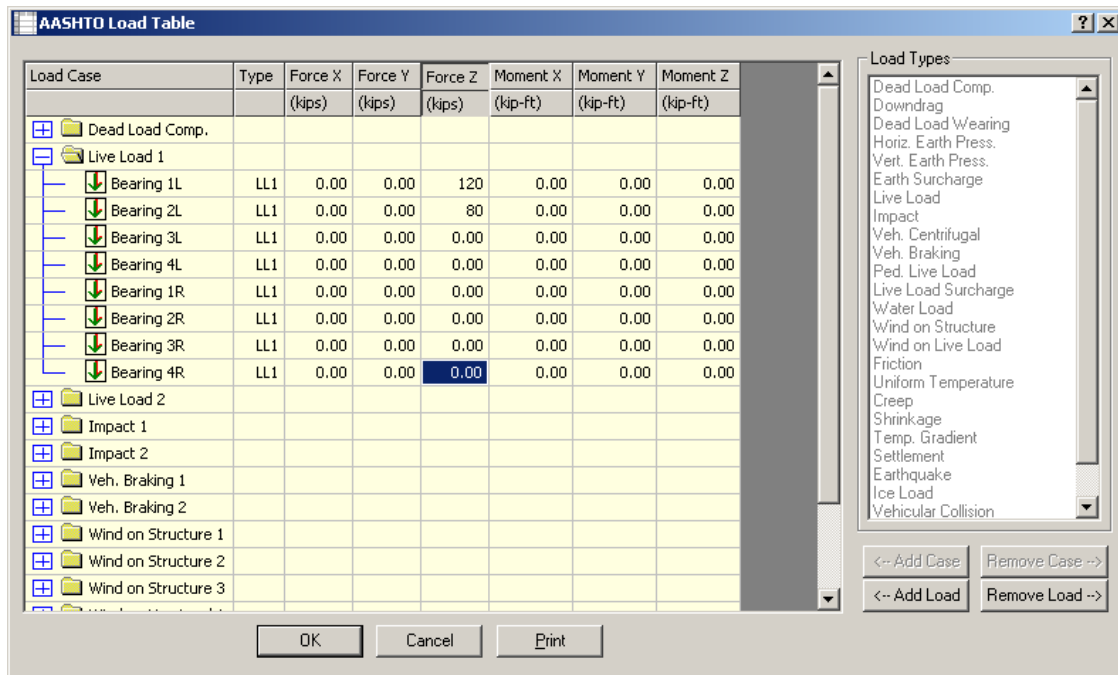 AASHTO Load Table
Load Case Type Force X Force Y Force Z Moment X Moment Y Moment Z
(kips) (kips) (kips) (kip-ft) (kip-ft) (kip-ft)
Dead Load Comp.
Live Load 1
Bearing 1L LL1 0.00 0.00 120 0.00 0.00 0.00
Bearing 2L LL1 0.00 0.00 80 0.00 0.00 0.00
Bearing 3L LL1 0.00 0.00 0.00 0.00 0.00 0.00
Bearing 4L LL1 0.00 0.00 0.00 0.00 0.00 0.00
Bearing 1R LL1 0.00 0.00 0.00 0.00 0.00 0.00
Bearing 2R LL1 0.00 0.00 0.00 0.00 0.00 0.00
Bearing 3R LL1 0.00 0.00 0.00 0.00 0.00 0.00
Bearing 4R LL1 0.00 0.00 0.00 0.00 0.00 0.00
Live Load 2
Impact 1
Impact 2
Veh. Braking 1
Veh. Braking 2
Wind on Structure 1
Wind on Structure 2
Wind on Structure 3
Load Types
Dead Load Comp.
Downdrag
Dead Load Wearing
Horiz. Earth Press.
Vert. Earth Press.
Earth Surcharge
Live Load
Impact
Veh. Centrifugal
Veh. Braking
Ped. Live Load
Live Load Surcharge
Water Load
Wind on Structure
Wind on Live Load
Friction
Uniform Temperature
Creep
Shrinkage
Temp. Gradient
Settlement
Earthquake
Ice Load
Vehicular Collision
<-- Add Case Remove Case -->
<-- Add Load Remove Load -->
OK Cancel Print